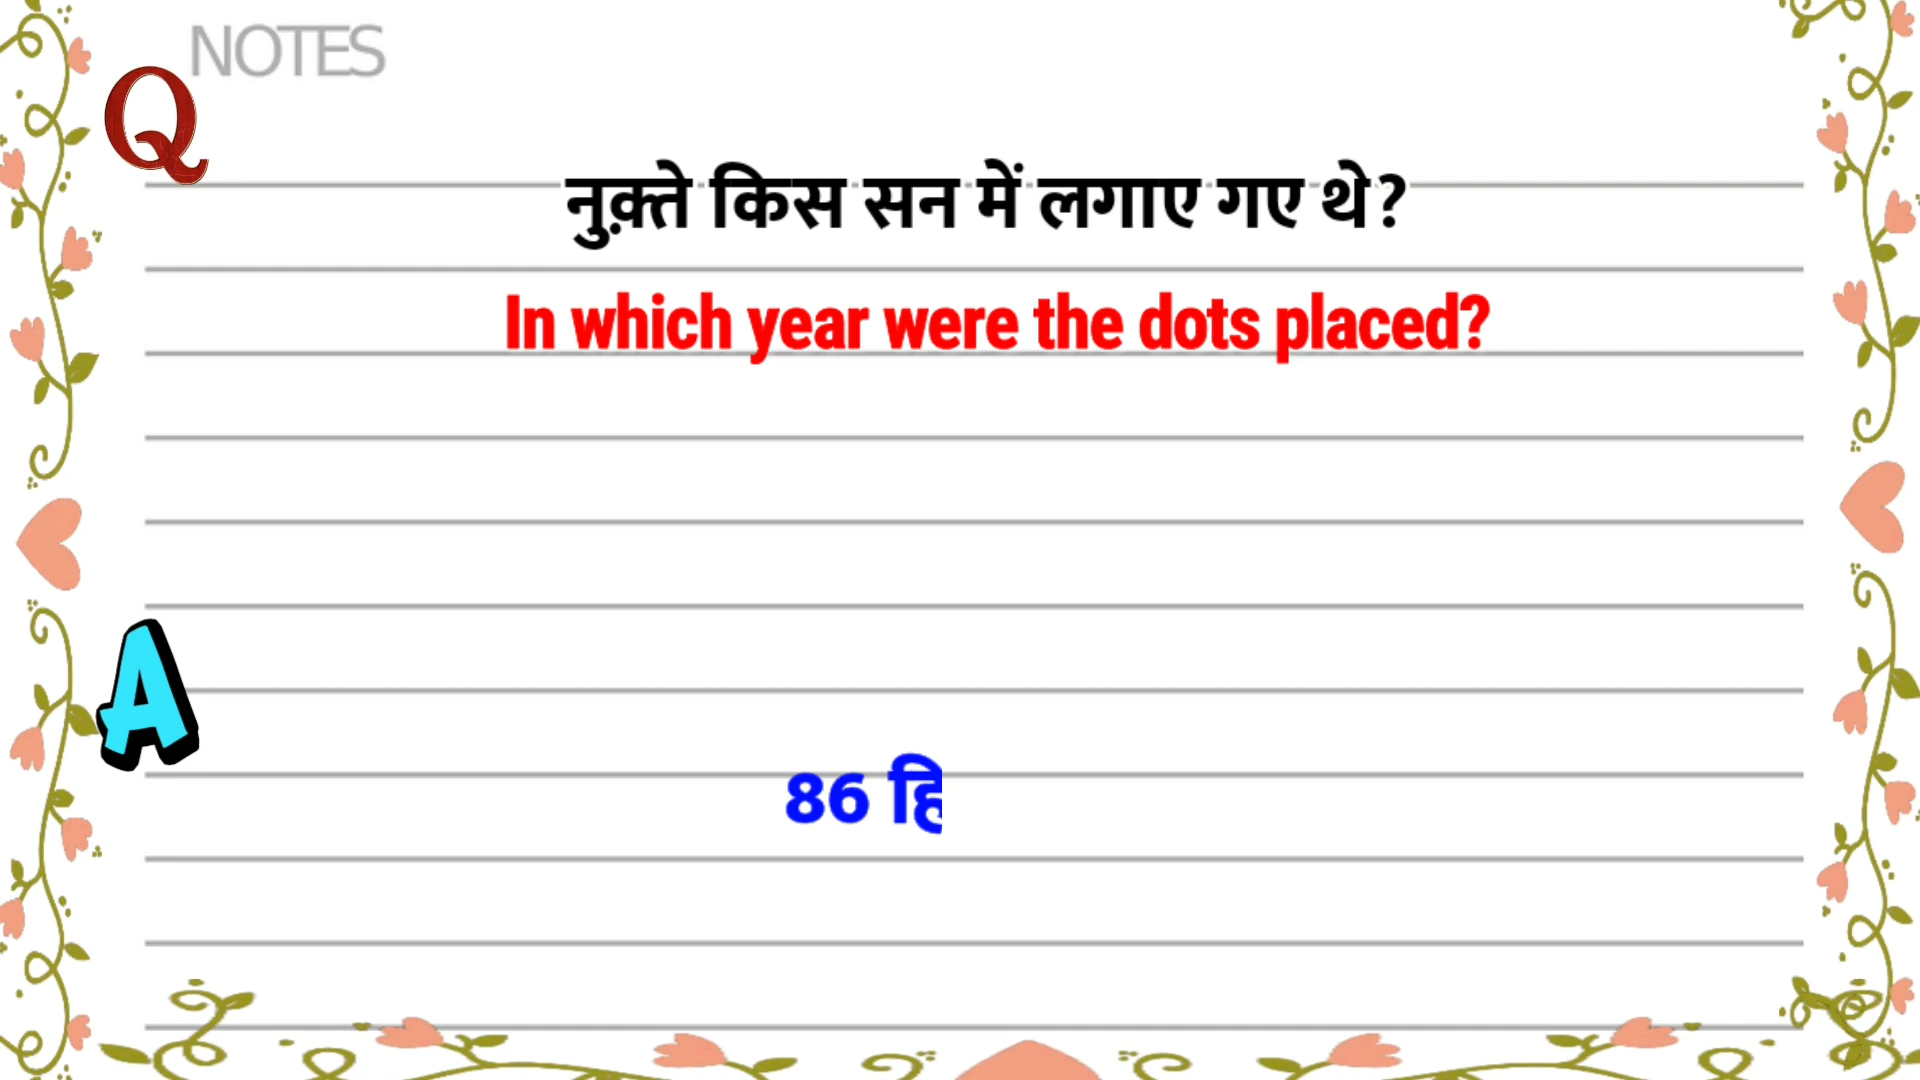 NOTES
Q
नुक़्ते किस सन में लगाए गए थे?
In which year were the dots placed?
A
86 हि